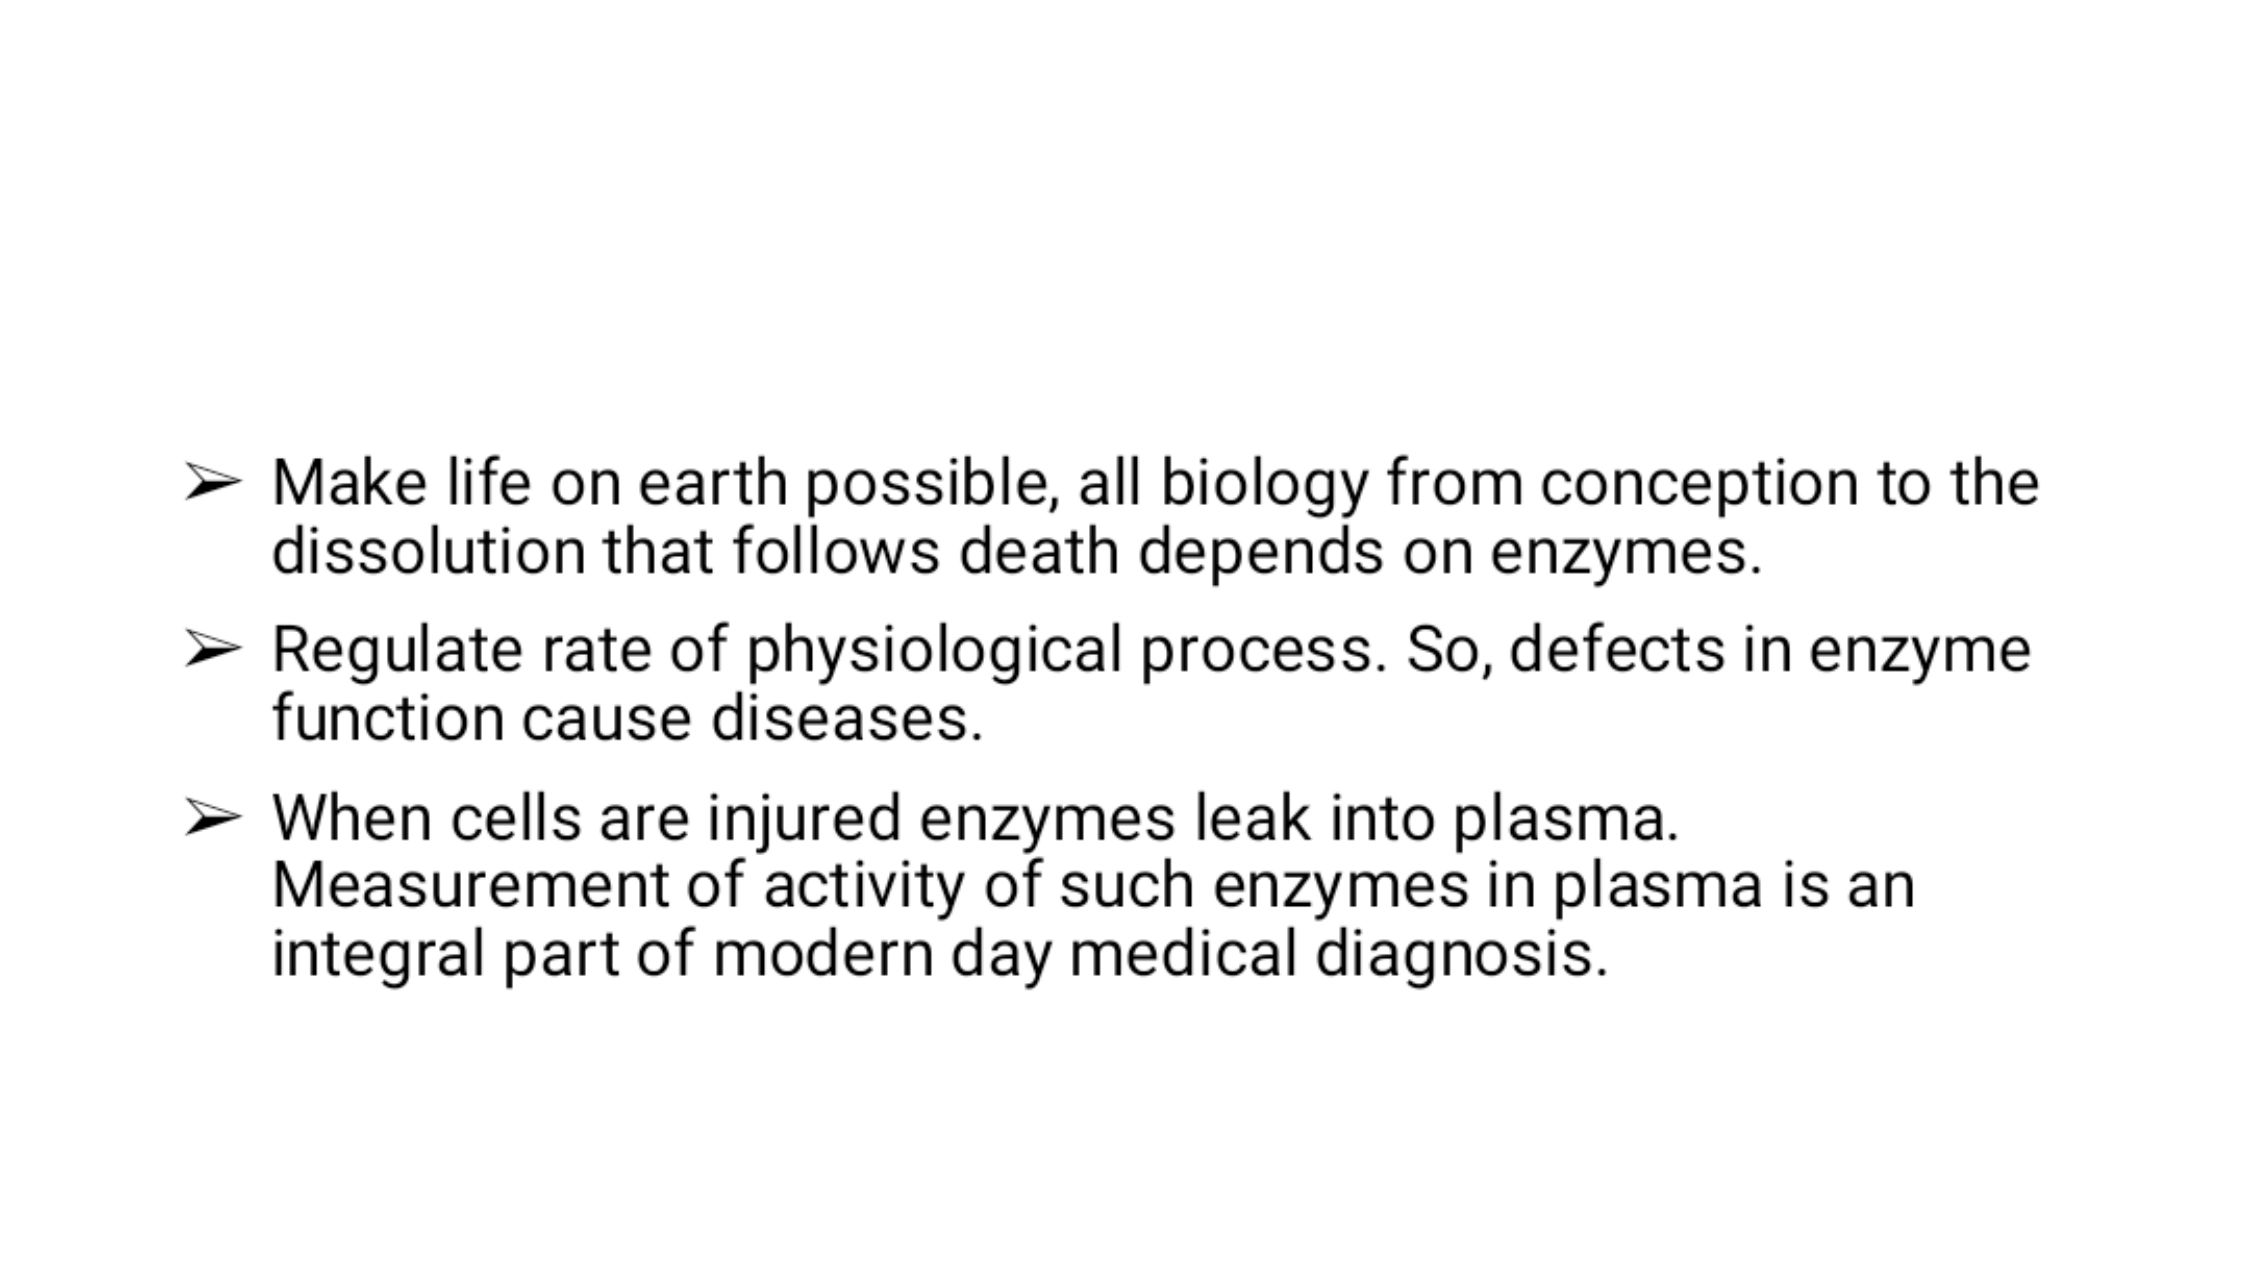 ➢ Make life on earth possible, all biology from conception to the
dissolution that follows death depends on enzymes.
➢ Regulate rate of physiological process. So, defects in enzyme
function cause diseases.
➢ When cells are injured enzymes leak into plasma.
Measurement of activity of such enzymes in plasma is an
integral part of modern day medical diagnosis.